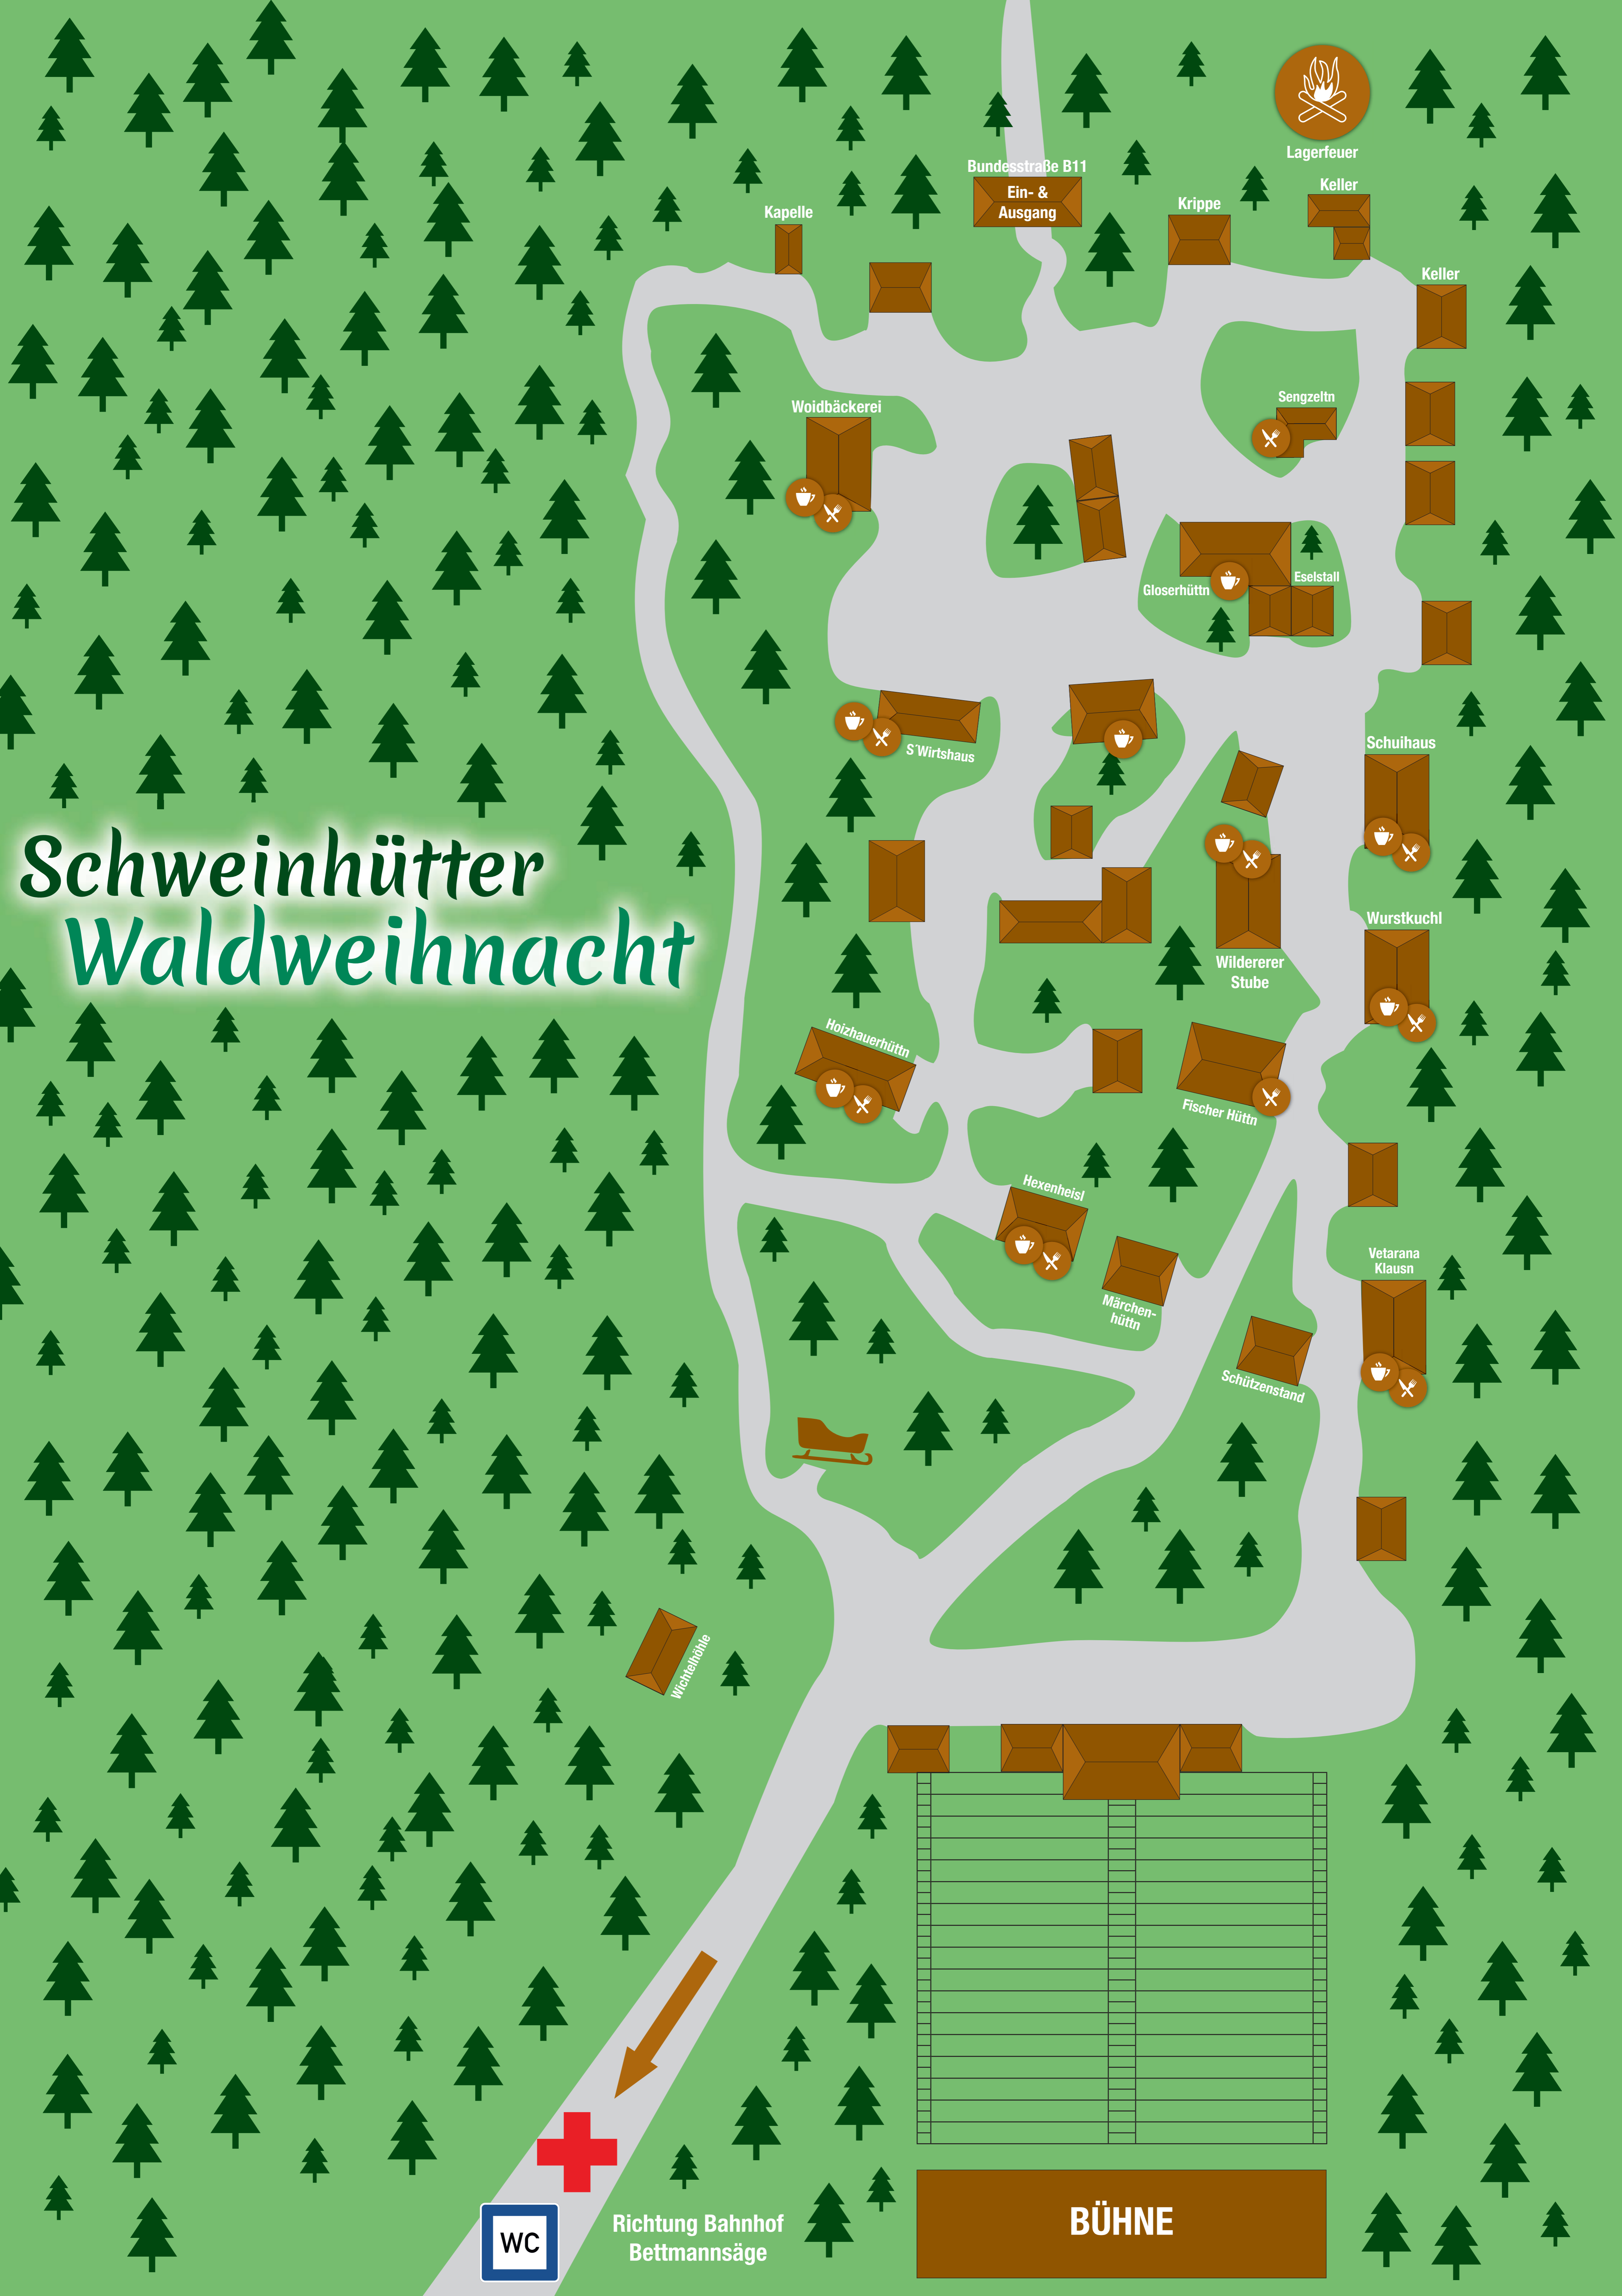 Lagerfeuer
Bundesstraße B11
Ein- &
Ausgang
Keller
Krippe
Kapelle
Keller
Sengzeltn
Woidbäckerei
Eselstall
Gloserhüttn
Schuihaus
S´Wirtshaus
Schweinhütter
Waldweihnacht
Wurstkuchl
Wildererer
Stube
Hoizhauerhüttn
Fischer Hüttn
Hexenheisl
Vetarana
Klausn
Märchen-
hüttn
Schützenstand
Wichtelhöhle
BÜHNE
Richtung Bahnhof
Bettmannsäge
WC